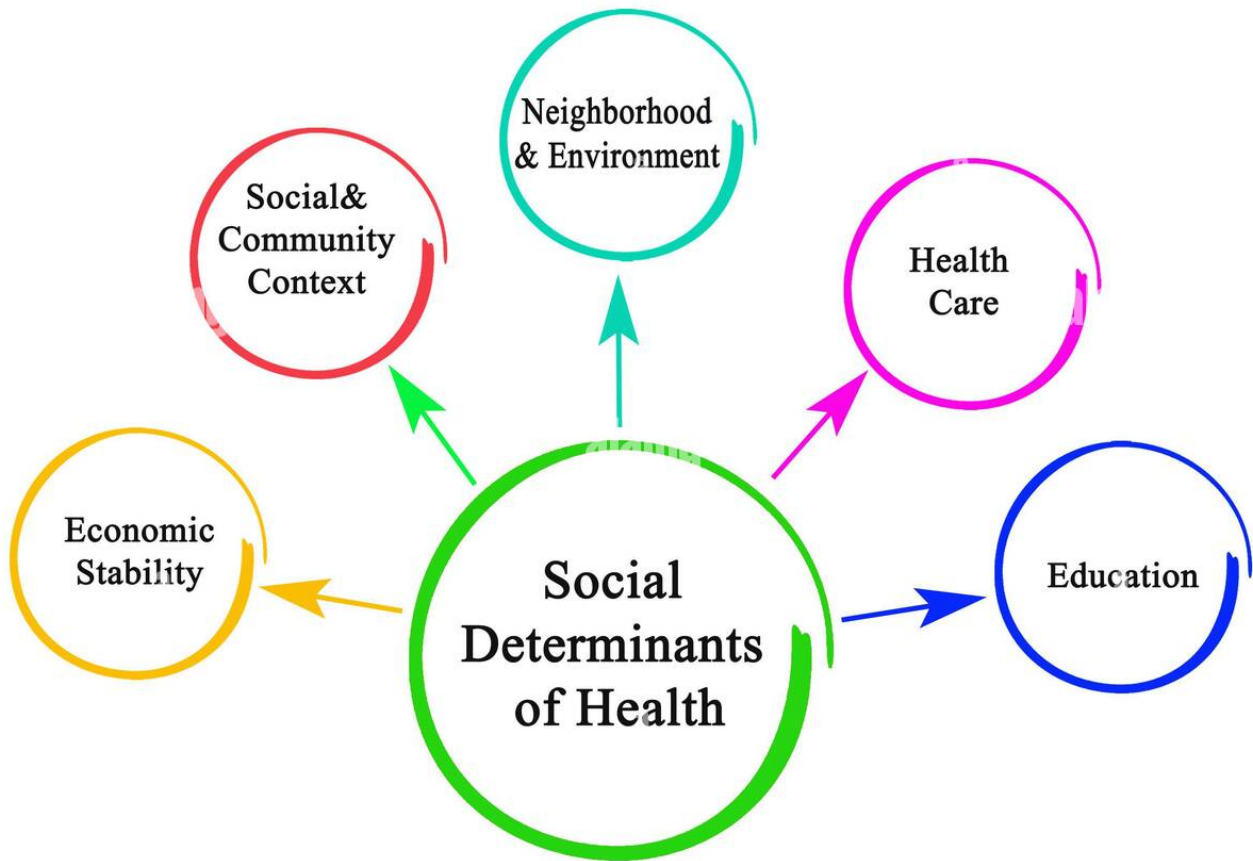 Neighborhood
& Environment
Social&
Community
Context
Health
Care
Economic
Stability
Education
Social
Determinants
of Health